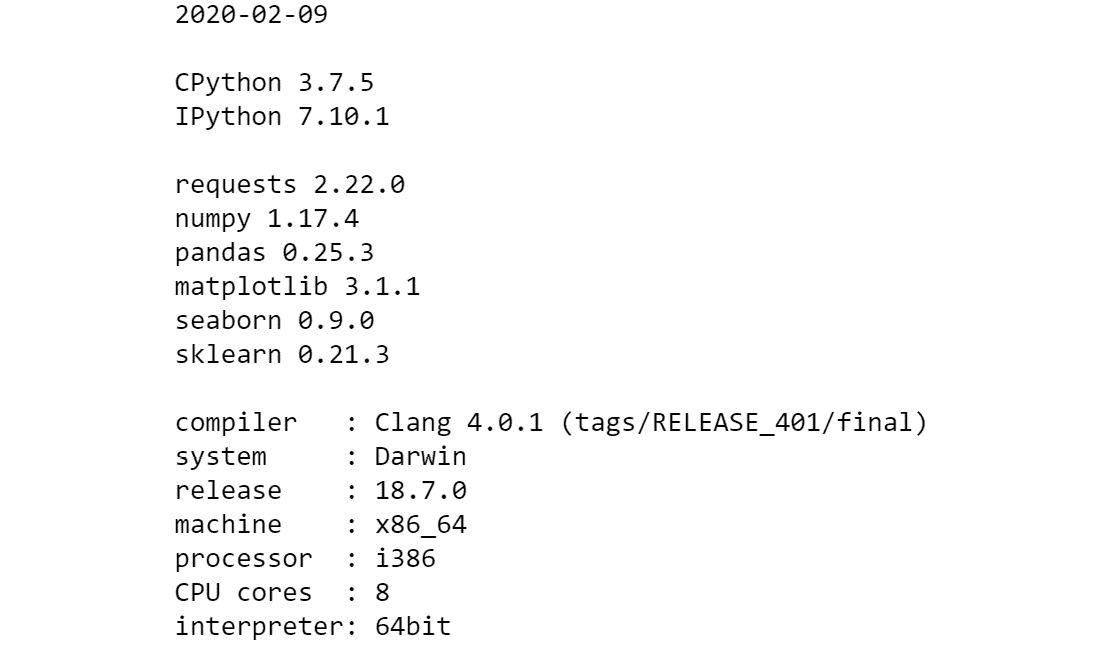 2020-02-09
CPython 3.7.5
IPython 7.10.1
requests 2.22.0
numpy 1.17.4
pandas 0.25.3
matplotlib 3.1.1
seaborn 0.9.0
sklearn 0.21.3
compiler   : Clang 4.0.1 (tags/RELEASE_401/final)
system     : Darwin
release    : 18.7.0
machine    : x86_64
processor  : i386
CPU cores  : 8
interpreter: 64bit